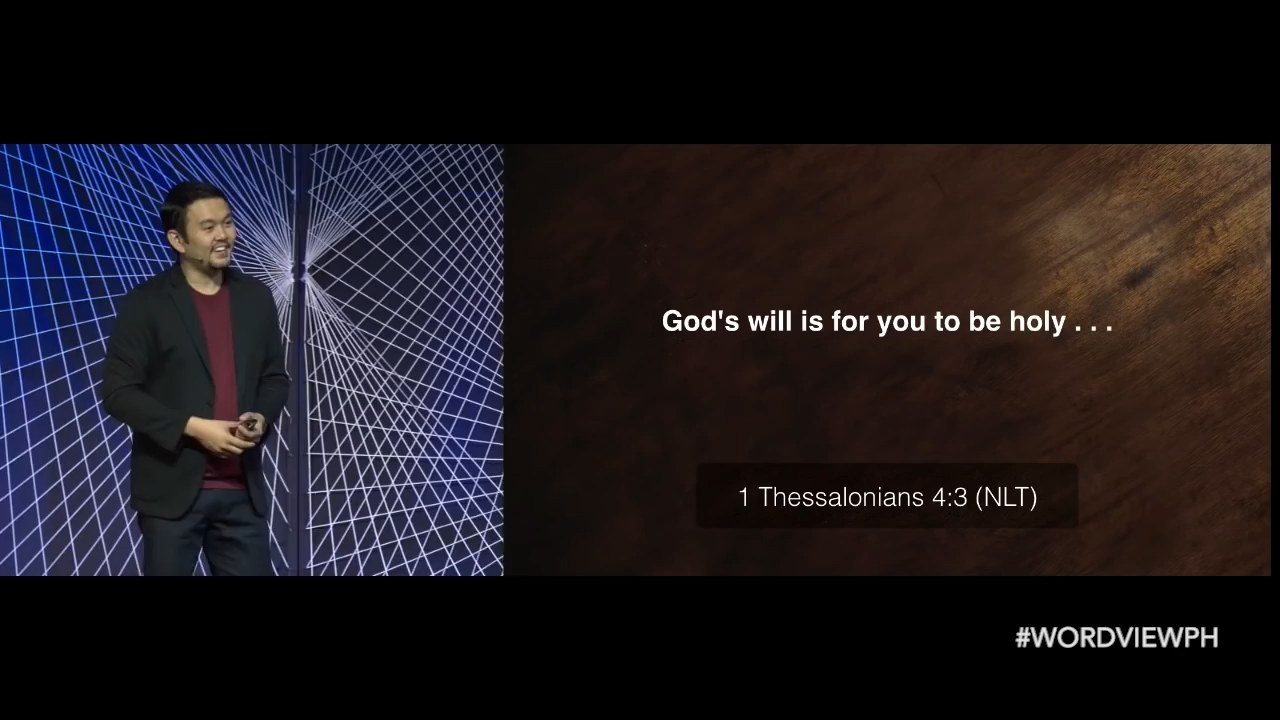 God's will is for you to be holy . . .
1 Thessalonians 4:3 (NLT)
#WORDVIEWPH